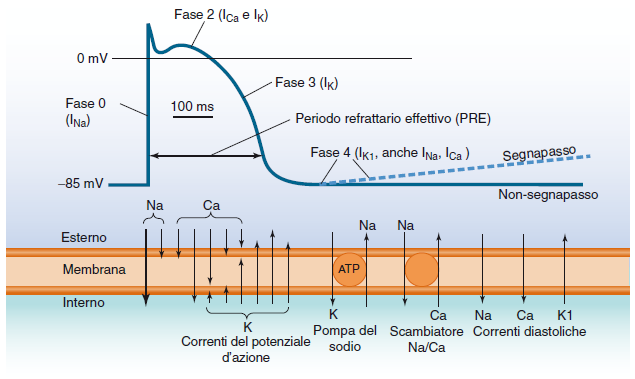 Fase 2 (ICa e IK)
0 mV
Fase 3 (IK)
Fase 0
(INa)
100 ms
Periodo refrattario effettivo (PRE)
Fase 4 (IK1, anche INa, ICa )
Segnapasso
–85 mV
Non-segnapasso
Na
Ca
Na
Na
Esterno
Membrana
ATP
Interno
K
K
Ca
Na
Ca
K1
Correnti del potenziale
d'azione
Pompa del
sodio
Scambiatore
Na/Ca
Correnti diastoliche